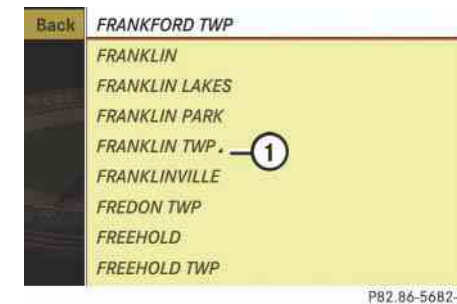 Back
FRANKFORD TWP
FRANKLIN
FRANKLIN LAKES
FRANKLIN PARK
FRANKLIN TWP.
1
FRANKLINVILLE
FREDON TWP
FREEHOLD
FREEHOLD TWP
P82.86-5682-